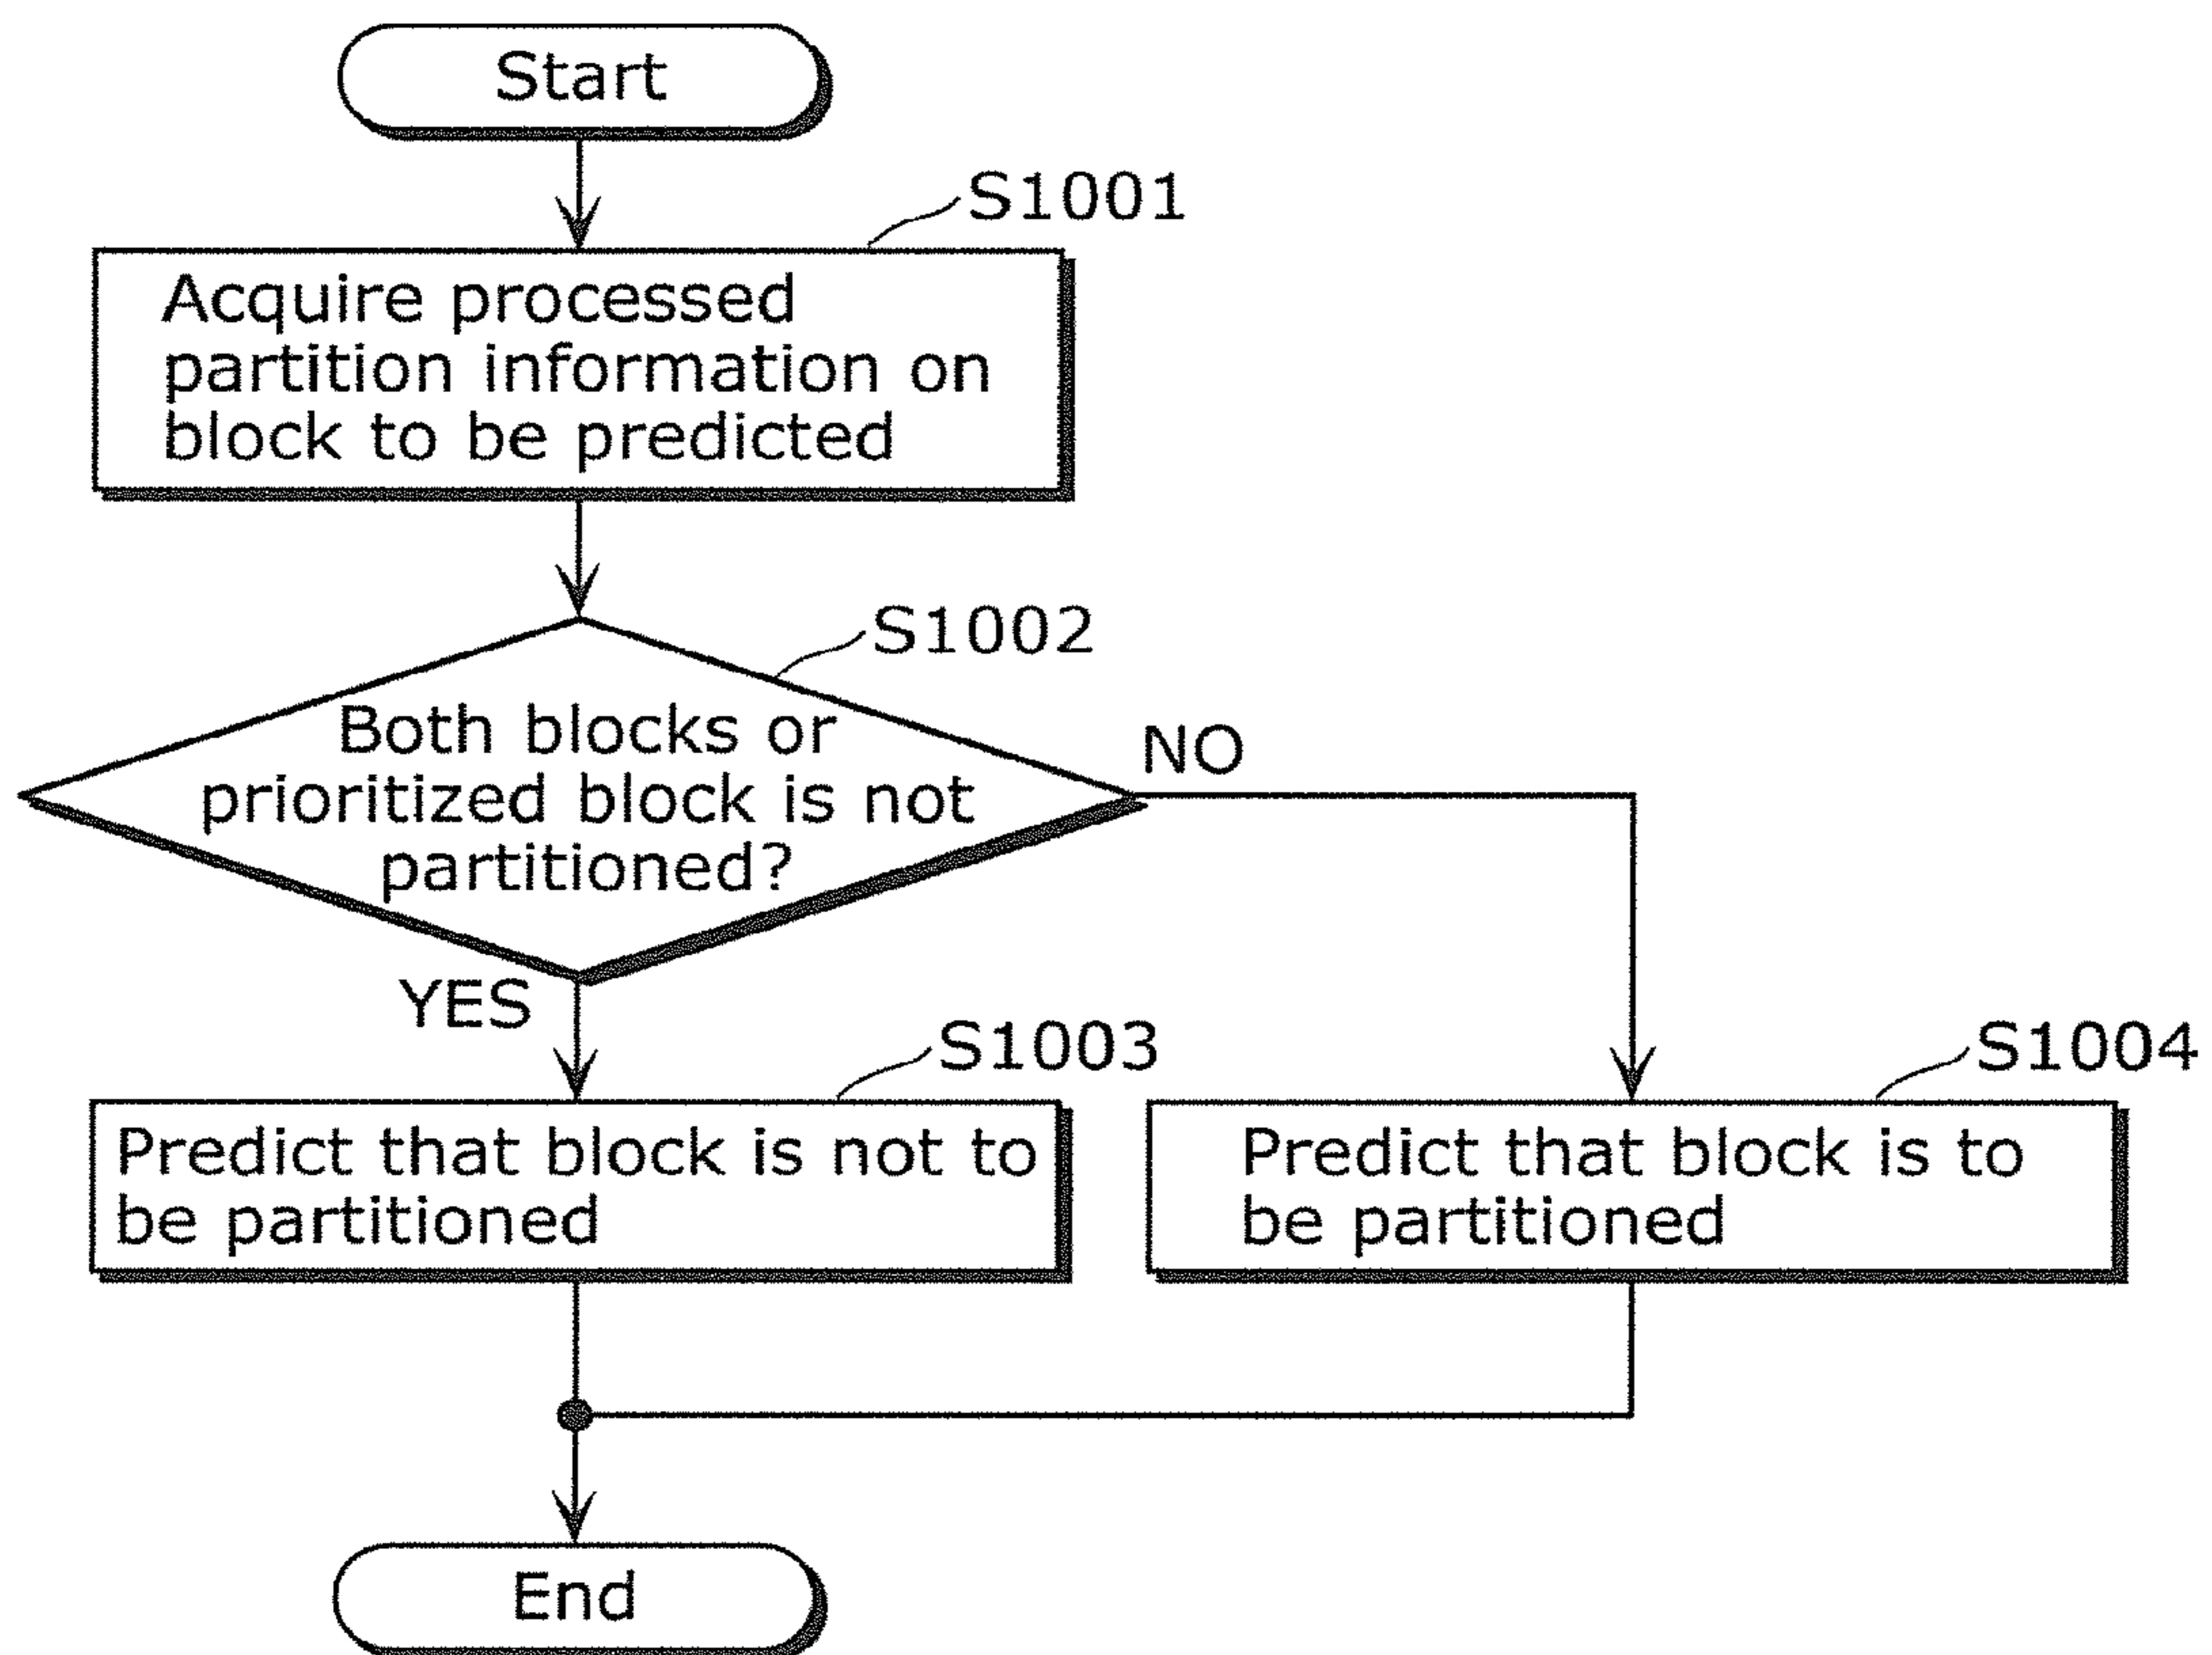 Start
S1001
Acquire processed
partition information on
block to be predicted
S1002
Both blocks or
prioritized block is not
partitioned?
NO
YES
S1003
Predict that block is not to
be partitioned
S1004
Predict that block is to
be partitioned
End